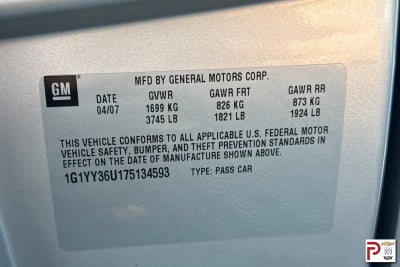 GM
MFD BY GENERAL MOTORS CORP.
DATE GVWR GAWR FRT GAWR RR
04/07 1699 KG 826 KG 873 KG
3745 LB 1821 LB 1924 LB
THIS VEHICLE CONFORMS TO ALL APPLICABLE U.S. FEDERAL MOTOR
VEHICLE SAFETY, BUMPER, AND THEFT PREVENTION STANDARDS IN
EFFECT ON THE DATE OF MANUFACTURE SHOWN ABOVE.
1G1YY36U175134593 TYPE: PASS CAR
P